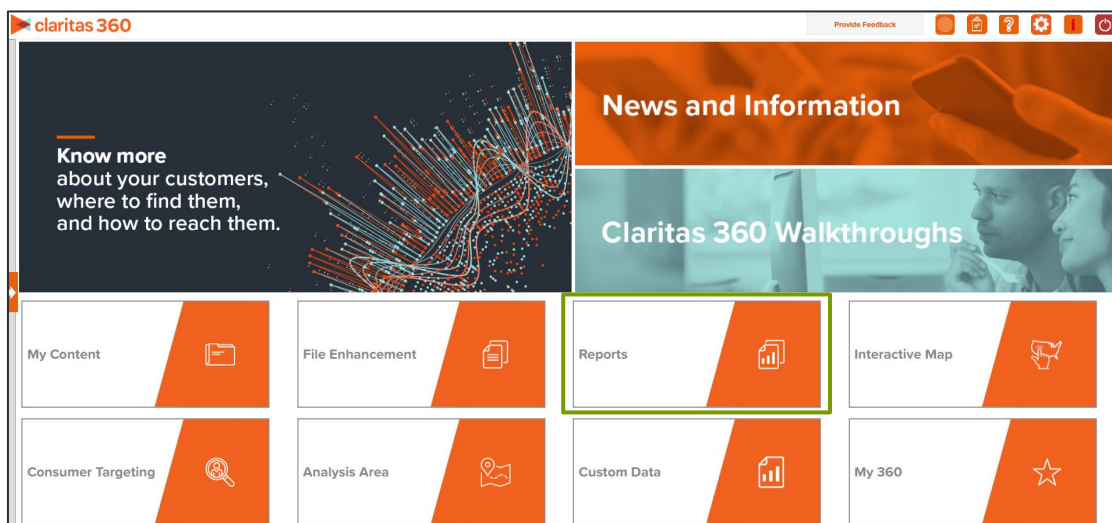 claritas 360
Provide Feedback
Know more
about your customers,
where to find them,
and how to reach them.
News and Information
Claritas 360 Walkthroughs
My Content
File Enhancement
Reports
Interactive Map
Consumer Targeting
Analysis Area
Custom Data
My 360